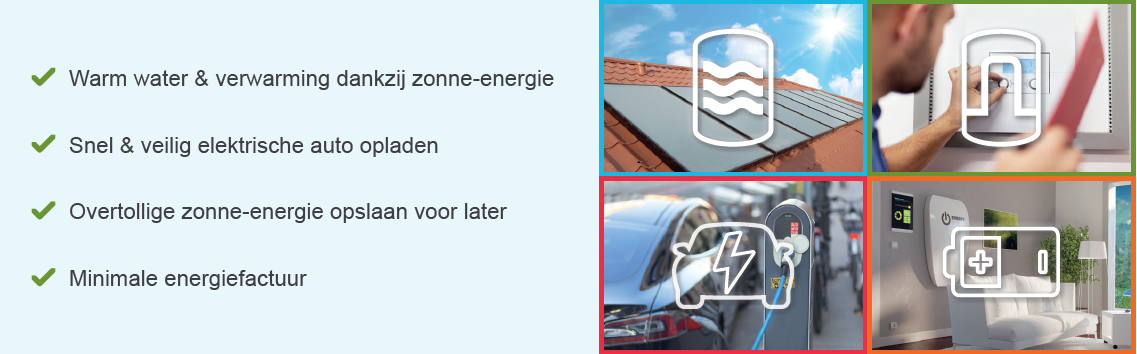 Warm water & verwarming dankzij zonne-energie
Snel & veilig elektrische auto opladen
Overtollige zonne-energie opslaan voor later
Minimale energiefactuur